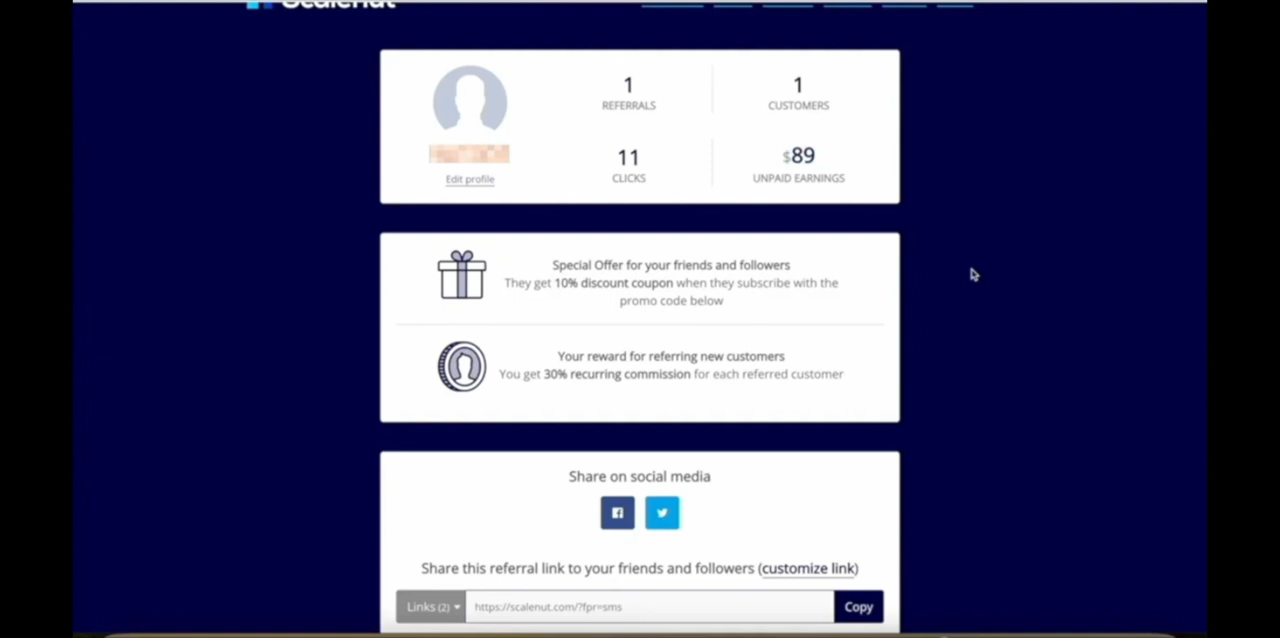 Scalenut
1
REFERRALS
1
CUSTOMERS
11
CLICKS
$89
UNPAID EARNINGS
Edit profile
Special Offer for your friends and followers
They get 10% discount coupon when they subscribe with the
promo code below
Your reward for referring new customers
You get 30% recurring commission for each referred customer
Share on social media
Share this referral link to your friends and followers (customize link)
Links (2)
https://scalenut.com/?fpr=sms
Copy